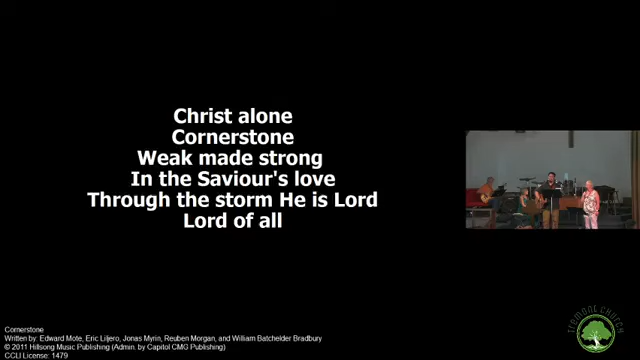 Christ alone
Cornerstone
Weak made strong
In the Saviour's love
Through the storm He is Lord
Lord of all
Cornerstone
Written by: Edward Mote, Eric Liljero, Jonas Myrin, Reuben Morgan, and William Batchelder Bradbury
© 2011 Hillsong Music Publishing (Admin. by Capitol CMG Publishing)
CCLI License: 1479
Tremont Church